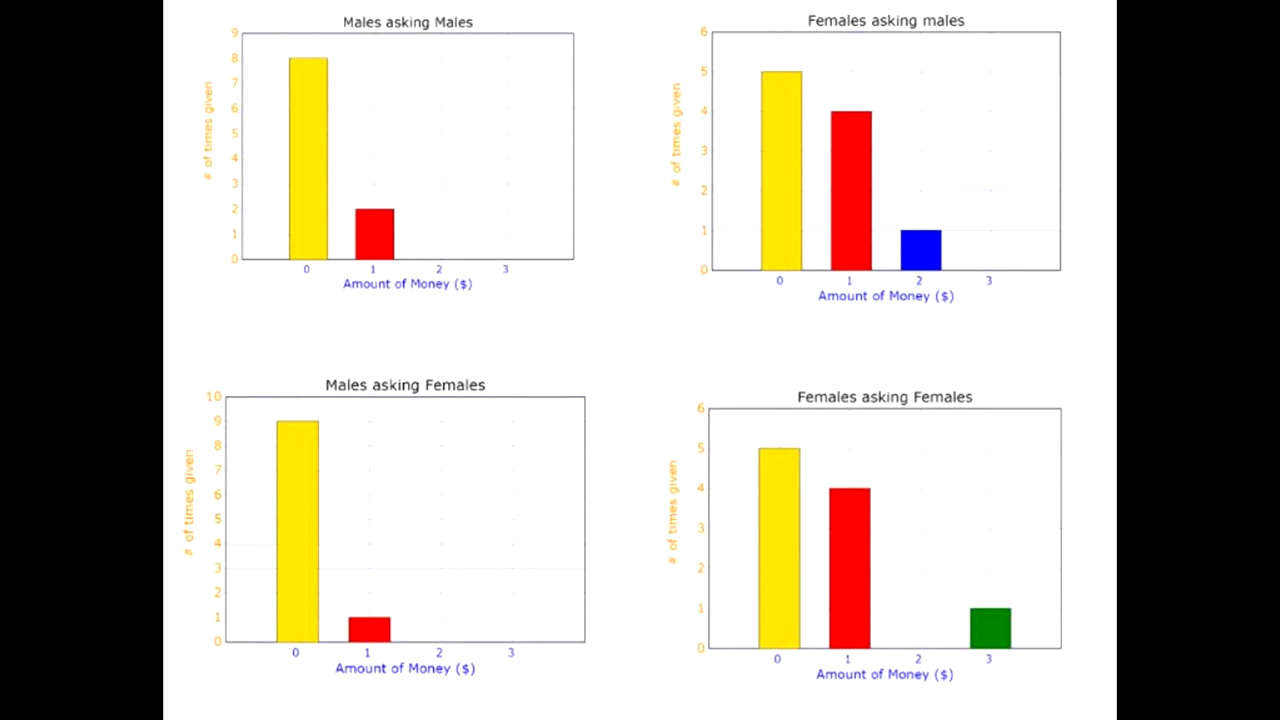 Males asking Males
9
8
7
6
5
4
3
2
1
0
# of times given
0 1 2 3
Amount of Money ($)
Females asking males
6
5
4
3
2
1
0
# of times given
0 1 2 3
Amount of Money ($)
Males asking Females
10
9
8
7
6
5
4
3
2
1
0
# of times given
0 1 2 3
Amount of Money ($)
Females asking Females
6
5
4
3
2
1
0
# of times given
0 1 2 3
Amount of Money ($)